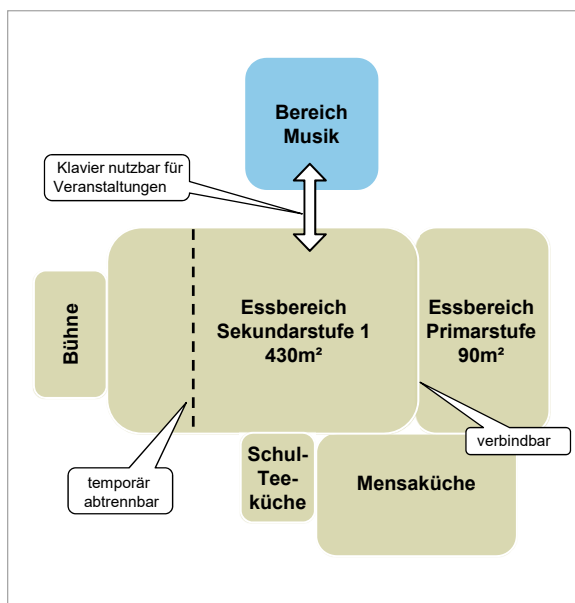 Bereich
Musik
Klavier nutzbar für
Veranstaltungen
Bühne
Essbereich
Sekundarstufe 1
430m²
Essbereich
Primarstufe
90m²
verbindbar
temporär
abtrennbar
Schul-
Tee-
küche
Mensaküche